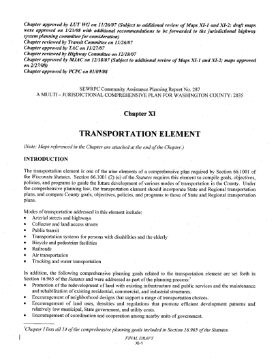 Chapter approved by LUT WG on 11/26/07 (Subject to additional review of Maps XI-1 and XI-2; draft maps
were approved on 1/23/08 with additional recommendations to be forwarded to the jurisdictional highway
system planning committee for consideration)
Chapter reviewed by Transit Committee on 11/26/07
Chapter approved by TAC on 11/27/07
Chapter reviewed by Highway Committee on 12/10/07
Chapter approved by MJAC on 12/18/07 (Subject to additional review of Maps XI-1 and XI-2; maps approved
on 2/27/08)
Chapter approved by PCPC on 01/09/08
SEWRPC Community Assistance Planning Report No. 287
A MULTI – JURISDICTIONAL COMPREHENSIVE PLAN FOR WASHINGTON COUNTY: 2035
Chapter XI
TRANSPORTATION ELEMENT
(Note: Maps referenced in the Chapter are attached at the end of the Chapter.)
INTRODUCTION
The transportation element is one of the nine elements of a comprehensive plan required by Section 66.1001 of
the Wisconsin Statutes. Section 66.1001 (2) (c) of the Statutes requires this element to compile goals, objectives,
policies, and programs to guide the future development of various modes of transportation in the County. Under
the comprehensive planning law, the transportation element should incorporate State and Regional transportation
plans, and compare County goals, objectives, policies, and programs to those of State and Regional transportation
plans.
Modes of transportation addressed in this element include:
• Arterial streets and highways
• Collector and land access streets
• Public transit
• Transportation systems for persons with disabilities and the elderly
• Bicycle and pedestrian facilities
• Railroads
• Air transportation
• Trucking and water transportation
In addition, the following comprehensive planning goals related to the transportation element are set forth in
Section 16.965 of the Statutes and were addressed as part of the planning process:¹
• Promotion of the redevelopment of land with existing infrastructure and public services and the maintenance
and rehabilitation of existing residential, commercial, and industrial structures.
• Encouragement of neighborhood designs that support a range of transportation choices.
• Encouragement of land uses, densities and regulations that promote efficient development patterns and
relatively low municipal, State government, and utility costs.
• Encouragement of coordination and cooperation among nearby units of government.
¹ Chapter I lists all 14 of the comprehensive planning goals included in Section 16.965 of the Statutes.
FINAL DRAFT
XI-1